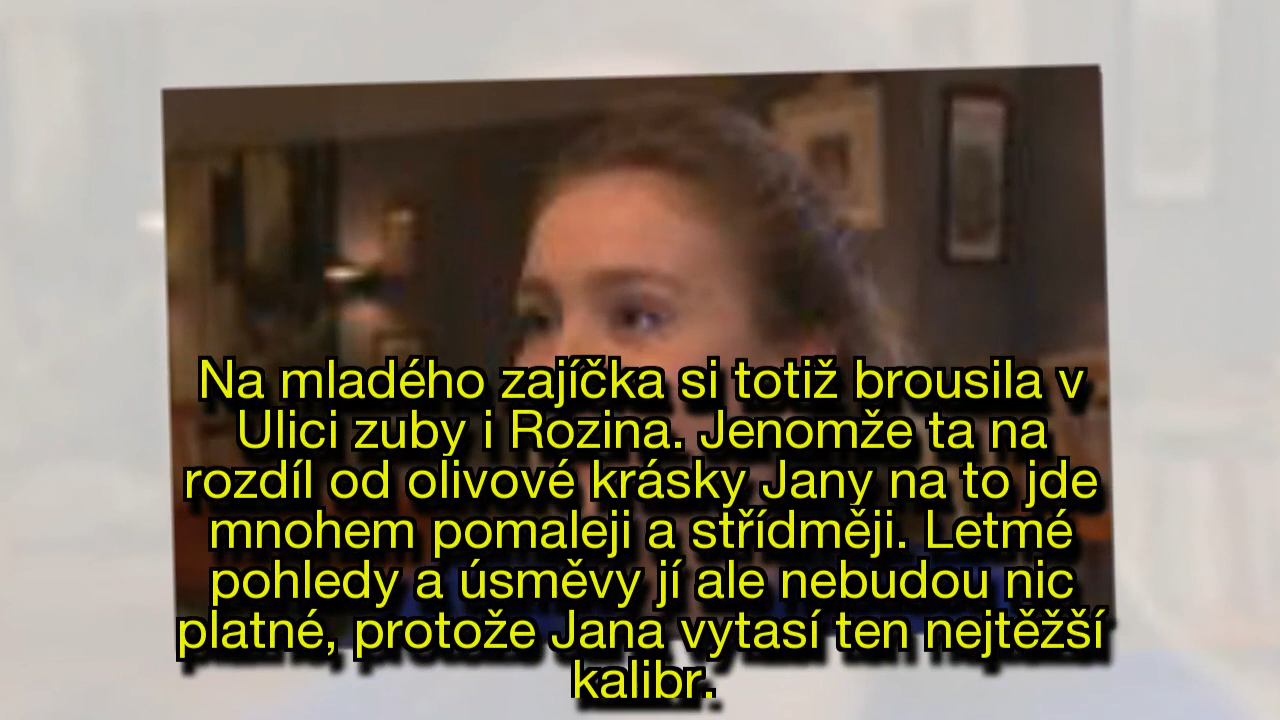 Na mladého zajíčka si totiž brousila v
Ulici zuby i Rozina. Jenomže ta na
rozdíl od olivové krásky Jany na to jde
mnohem pomaleji a střídměji. Letmé
pohledy a úsměvy jí ale nebudou nic
platné, protože Jana vytasí ten nejtěžší
kalibr.